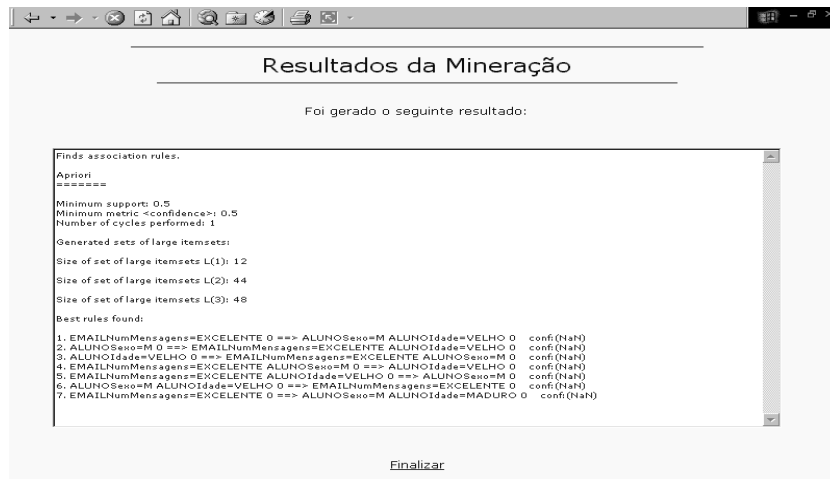 Resultados da Mineração
Foi gerado o seguinte resultado:
Finds association rules.
Apriori
=======
Minimum support: 0.5
Minimum metric <confidence>: 0.5
Number of cycles performed: 1
Generated sets of large itemsets:
Size of set of large itemsets L(1): 12
Size of set of large itemsets L(2): 44
Size of set of large itemsets L(3): 48
Best rules found:
1. EMAILNumMensagens=EXCELENTE 0 ==> ALUNOSexo=M ALUNOIdade=VELHO 0 conf:(NaN)
2. ALUNOSexo=M 0 ==> EMAILNumMensagens=EXCELENTE ALUNOIdade=VELHO 0 conf:(NaN)
3. ALUNOIdade=VELHO 0 ==> EMAILNumMensagens=EXCELENTE ALUNOSexo=M 0 conf:(NaN)
4. EMAILNumMensagens=EXCELENTE ALUNOSexo=M 0 ==> ALUNOIdade=VELHO 0 conf:(NaN)
5. EMAILNumMensagens=EXCELENTE ALUNOIdade=VELHO 0 ==> ALUNOSexo=M 0 conf:(NaN)
6. ALUNOSexo=M ALUNOIdade=VELHO 0 ==> EMAILNumMensagens=EXCELENTE 0 conf:(NaN)
7. EMAILNumMensagens=EXCELENTE 0 ==> ALUNOSexo=M ALUNOIdade=MADURO 0 conf:(NaN)
Finalizar